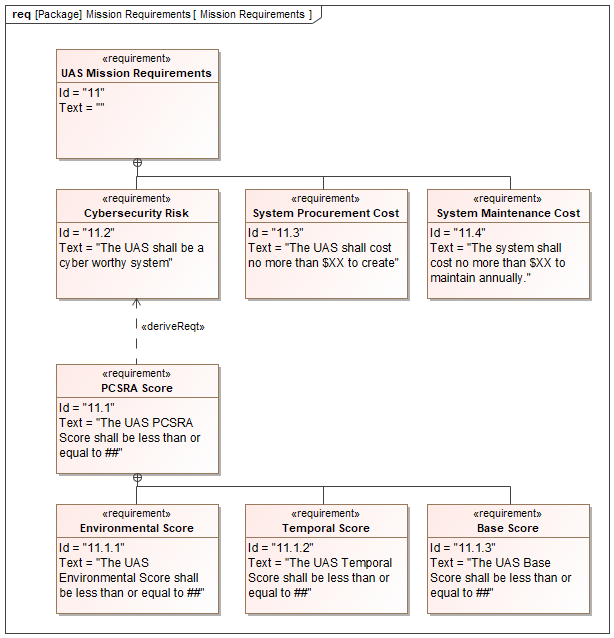 req [Package] Mission Requirements [ Mission Requirements ]
«requirement»
UAS Mission Requirements
Id = "11"
Text = ""
«requirement»
Cybersecurity Risk
Id = "11.2"
Text = "The UAS shall be a
cyber worthy system"
«requirement»
System Procurement Cost
Id = "11.3"
Text = "The UAS shall cost
no more than $XX to create"
«requirement»
System Maintenance Cost
Id = "11.4"
Text = "The system shall
cost no more than $XX to
maintain annually."
«deriveReqt»
«requirement»
PCSRA Score
Id = "11.1"
Text = "The UAS PCSRA
Score shall be less than or
equal to ##"
«requirement»
Environmental Score
Id = "11.1.1"
Text = "The UAS
Environmental Score shall
be less than or equal to ##"
«requirement»
Temporal Score
Id = "11.1.2"
Text = "The UAS Temporal
Score shall be less than or
equal to ##"
«requirement»
Base Score
Id = "11.1.3"
Text = "The UAS Base
Score shall be less than or
equal to ##"